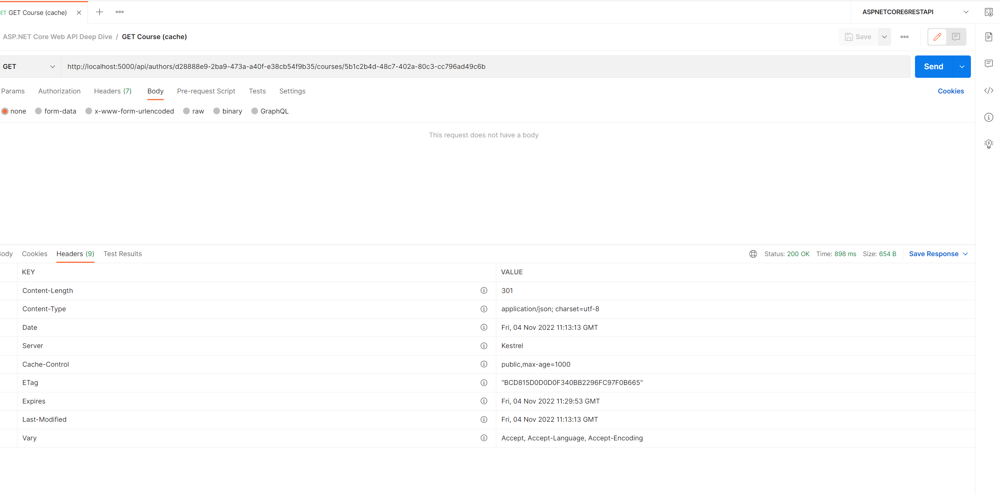 GET Course (cache)
ASPNETCORE6RESTAPI
ASP.NET Core Web API Deep Dive / GET Course (cache)
Save
GET
http://localhost:5000/api/authors/d28888e9-2ba9-473a-a40f-e38cb54f9b35/courses/5b1c2b4d-48c7-402a-80c3-cc796ad49c6b
Send
Params Authorization Headers (7) Body Pre-request Script Tests Settings Cookies
none form-data x-www-form-urlencoded raw binary GraphQL
This request does not have a body
Cookies Headers (9) Test Results Status: 200 OK Time: 898 ms Size: 654 B Save Response
KEY VALUE
Content-Length 301
Content-Type application/json; charset=utf-8
Date Fri, 04 Nov 2022 11:13:13 GMT
Server Kestrel
Cache-Control public,max-age=1000
ETag "BCD815D0D0D0F340BB2296FC97F0B665"
Expires Fri, 04 Nov 2022 11:29:53 GMT
Last-Modified Fri, 04 Nov 2022 11:13:13 GMT
Vary Accept, Accept-Language, Accept-Encoding